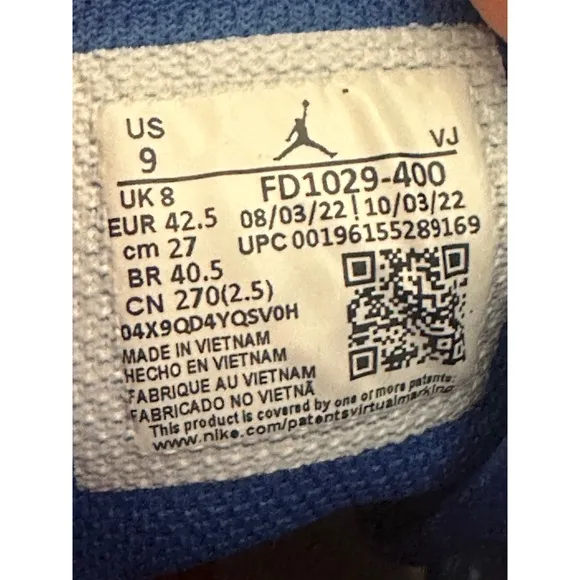 US
9
VJ
UK 8
FD1029-400
EUR 42.5
08/03/22 | 10/03/22
cm 27
UPC 00196155289169
BR 40.5
CN 270(2.5)
04X9QD4YQSV0H
MADE IN VIETNAM
HECHO EN VIETNAM
FABRIQUE AU VIETNAM
FABRICADO NO VIETNÃ
This product is covered by one or more patents:
www.nike.com/patentsvirtualmarking